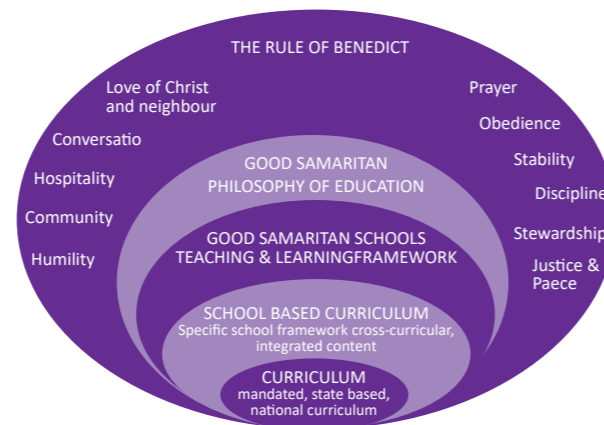 THE RULE OF BENEDICT
Love of Christ
and neighbour
Conversatio
Hospitality
Community
Humility
Prayer
Obedience
Stability
Discipline
Stewardship
Justice &
Paece
GOOD SAMARITAN
PHILOSOPHY OF EDUCATION
GOOD SAMARITAN SCHOOLS
TEACHING & LEARNINGFRAMEWORK
SCHOOL BASED CURRICULUM
Specific school framework cross-curricular,
integrated content
CURRICULUM
mandated, state based,
national curriculum